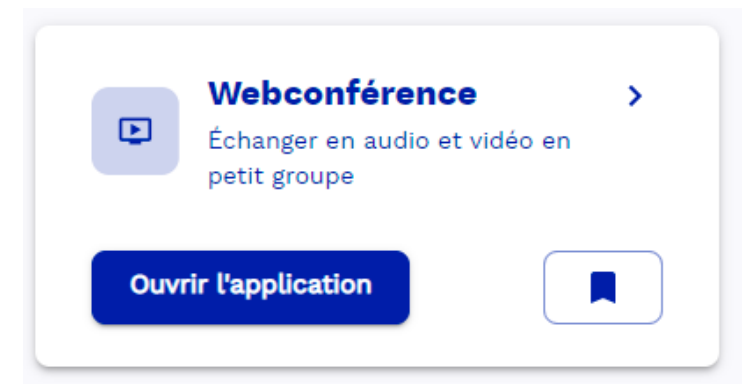 Webconférence
Échanger en audio et vidéo en
petit groupe
Ouvrir l'application